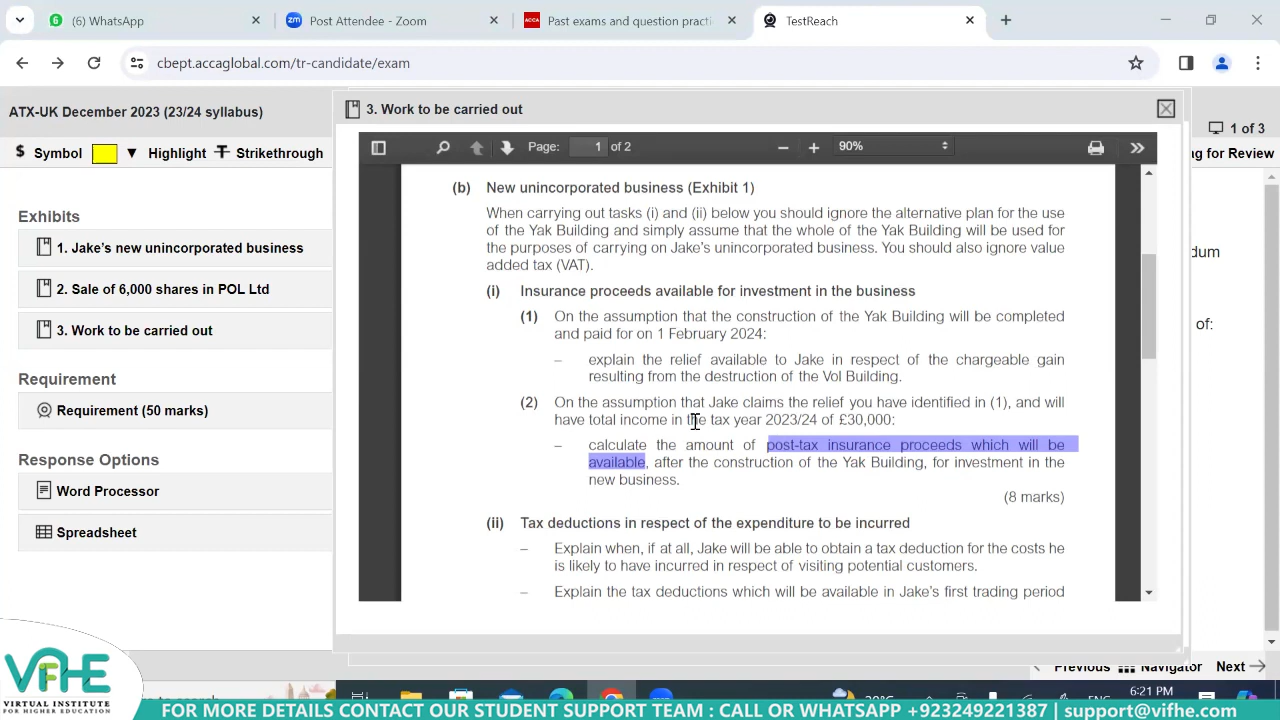 (6) WhatsApp
Post Attendee - Zoom
Past exams and question practi
TestReach
cbept.accaglobal.com/tr-candidate/exam
ATX-UK December 2023 (23/24 syllabus)
3. Work to be carried out
1 of 3
$ Symbol Highlight T Strikethrough
Page: 1 of 2 90%
ng for Review
Exhibits
1. Jake's new unincorporated business
2. Sale of 6,000 shares in POL Ltd
3. Work to be carried out
Requirement
Requirement (50 marks)
Response Options
Word Processor
Spreadsheet
(b) New unincorporated business (Exhibit 1)
When carrying out tasks (i) and (ii) below you should ignore the alternative plan for the use
of the Yak Building and simply assume that the whole of the Yak Building will be used for
the purposes of carrying on Jake's unincorporated business. You should also ignore value
added tax (VAT).
(i) Insurance proceeds available for investment in the business
(1) On the assumption that the construction of the Yak Building will be completed
and paid for on 1 February 2024:
– explain the relief available to Jake in respect of the chargeable gain
resulting from the destruction of the Vol Building.
(2) On the assumption that Jake claims the relief you have identified in (1), and will
have total income in the tax year 2023/24 of £30,000:
– calculate the amount of post-tax insurance proceeds which will be
available, after the construction of the Yak Building, for investment in the
new business.
(8 marks)
(ii) Tax deductions in respect of the expenditure to be incurred
– Explain when, if at all, Jake will be able to obtain a tax deduction for the costs he
is likely to have incurred in respect of visiting potential customers.
– Explain the tax deductions which will be available in Jake's first trading period
dum
of:
Previous Navigator Next
6:21 PM
VIFHE
VIRTUAL INSTITUTE
FOR HIGHER EDUCATION
FOR MORE DETAILS CONTACT OUR STUDENT SUPPORT TEAM : CALL OR WHATSAPP +923249221387 | support@vifhe.com